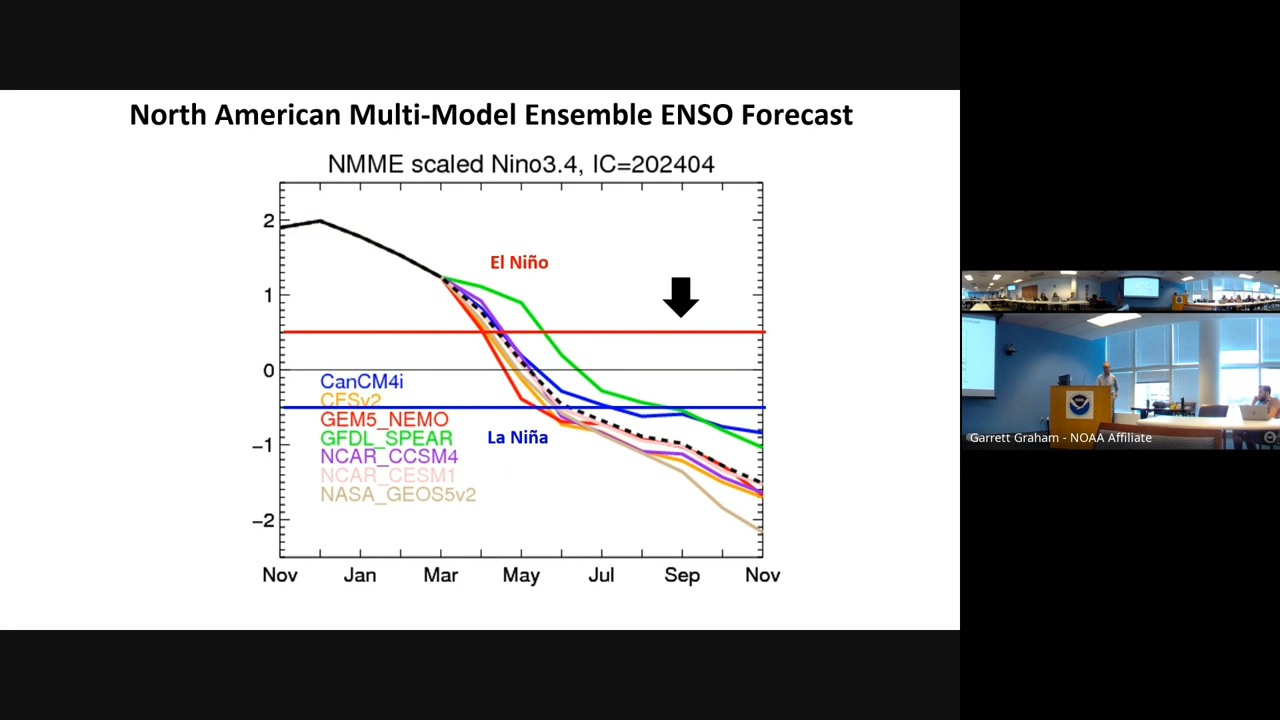 North American Multi-Model Ensemble ENSO Forecast
NMME scaled Nino3.4, IC=202404
2
1
0
−1
−2
El Niño
La Niña
CanCM4i
CFSv2
GEM5_NEMO
GFDL_SPEAR
NCAR_CCSM4
NCAR_CESM1
NASA_GEOS5v2
Nov Jan Mar May Jul Sep Nov
Garrett Graham - NOAA Affiliate